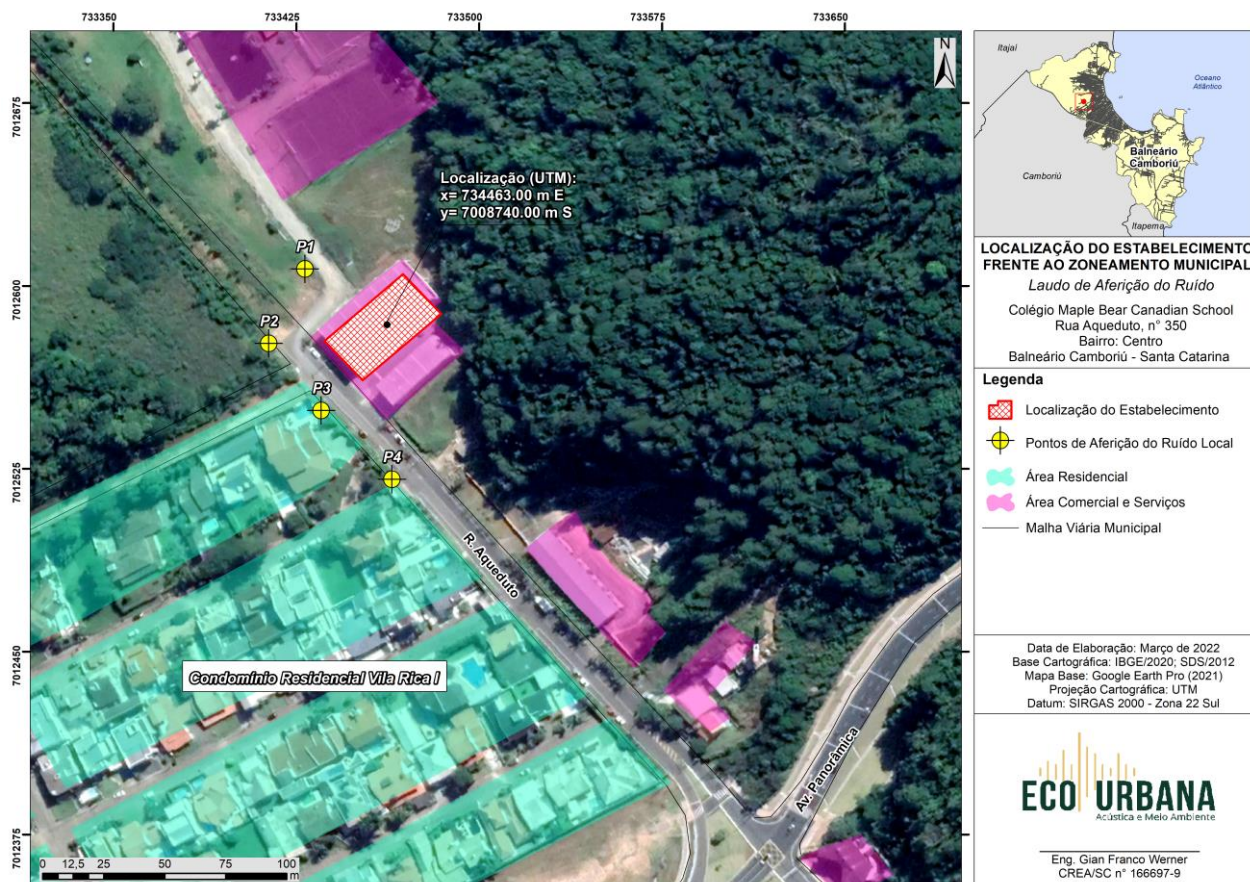 733350
733425
733500
733575
733650
7012675
7012600
7012525
7012450
7012375
N
Localização (UTM):
x= 734463.00 m E
y= 7008740.00 m S
P1
P2
P3
P4
R. Aqueduto
Condomínio Residencial Vila Rica I
Av. Panorâmica
0 12,5 25 50 75 100
m
Itajaí
Oceano
Atlântico
Balneário
Camboriú
Camboriú
Itapema
LOCALIZAÇÃO DO ESTABELECIMENTO
FRENTE AO ZONEAMENTO MUNICIPAL
Laudo de Aferição do Ruído
Colégio Maple Bear Canadian School
Rua Aqueduto, n° 350
Bairro: Centro
Balneário Camboriú - Santa Catarina
Legenda
Localização do Estabelecimento
Pontos de Aferição do Ruído Local
Área Residencial
Área Comercial e Serviços
Malha Viária Municipal
Data de Elaboração: Março de 2022
Base Cartográfica: IBGE/2020; SDS/2012
Mapa Base: Google Earth Pro (2021)
Projeção Cartográfica: UTM
Datum: SIRGAS 2000 - Zona 22 Sul
ECO URBANA
Acústica e Meio Ambiente
Eng. Gian Franco Werner
CREA/SC n° 166697-9